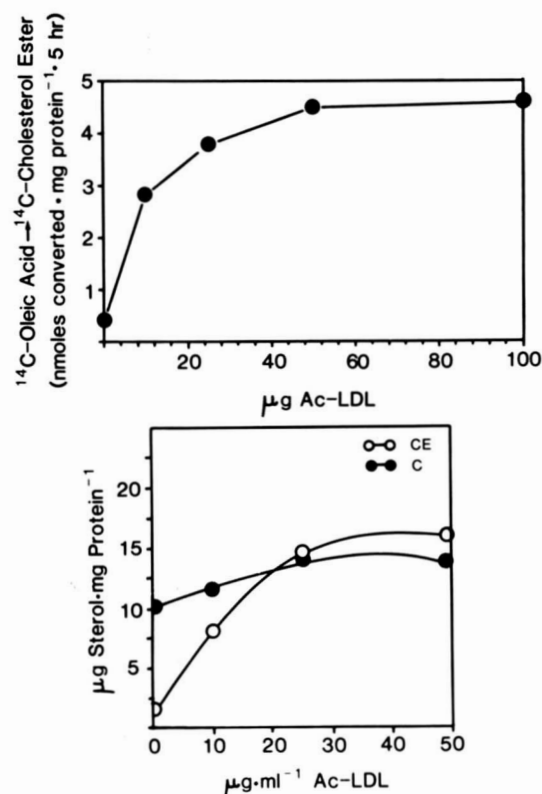 ¹⁴C-Oleic Acid→¹⁴C-Cholesterol Ester
(nmoles converted • mg protein⁻¹ • 5 hr)
5
4
3
2
1
20
40
60
80
100
μg Ac-LDL
CE
C
μg Sterol•mg Protein⁻¹
20
15
10
5
0
10
20
30
40
50
μg•ml⁻¹ Ac-LDL